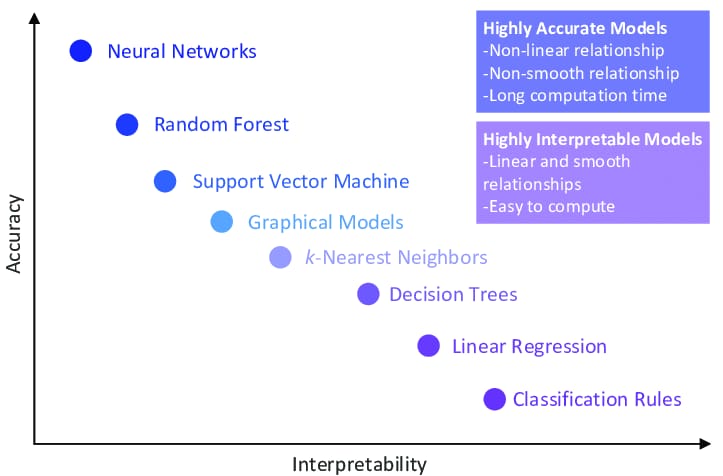 Neural Networks
Random Forest
Support Vector Machine
Graphical Models
k-Nearest Neighbors
Decision Trees
Linear Regression
Classification Rules
Highly Accurate Models
-Non-linear relationship
-Non-smooth relationship
-Long computation time
Highly Interpretable Models
-Linear and smooth
relationships
-Easy to compute
Accuracy
Interpretability